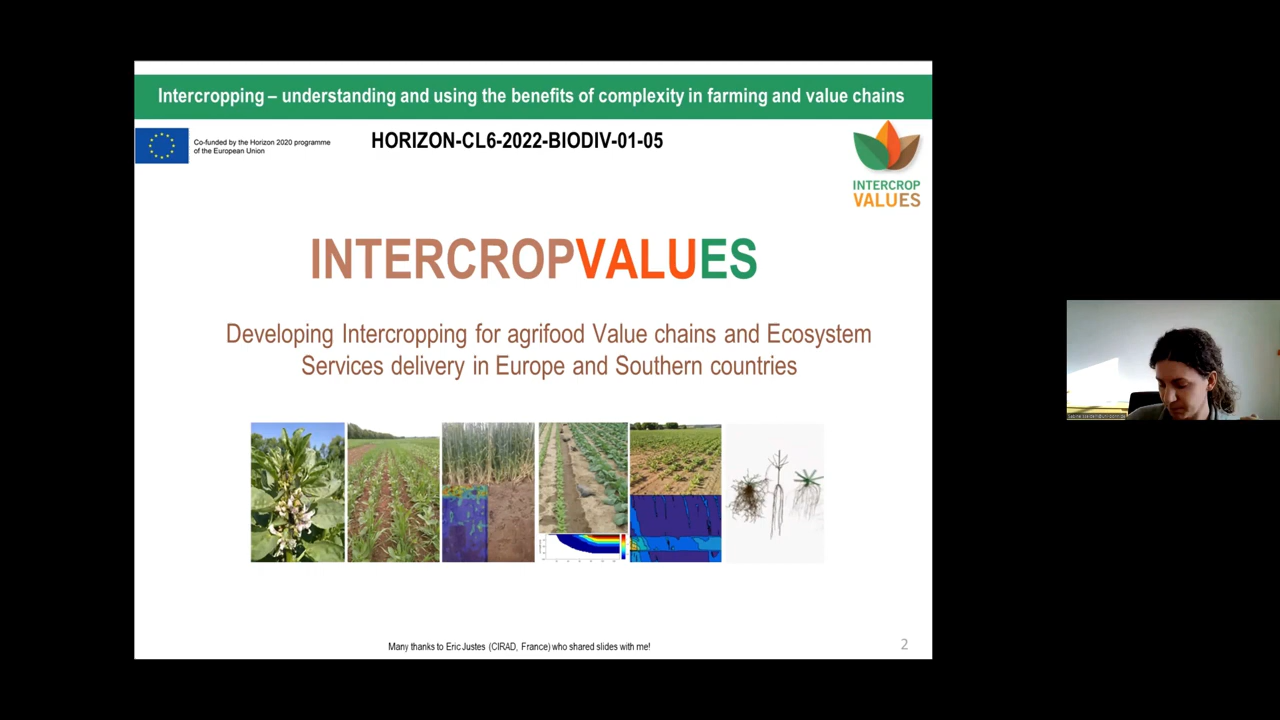 Intercropping – understanding and using the benefits of complexity in farming and value chains
Co-funded by the Horizon 2020 programme
of the European Union
HORIZON-CL6-2022-BIODIV-01-05
INTERCROP
VALUES
INTERCROPVALUES
Developing Intercropping for agrifood Value chains and Ecosystem
Services delivery in Europe and Southern countries
Many thanks to Eric Justes (CIRAD, France) who shared slides with me!
2